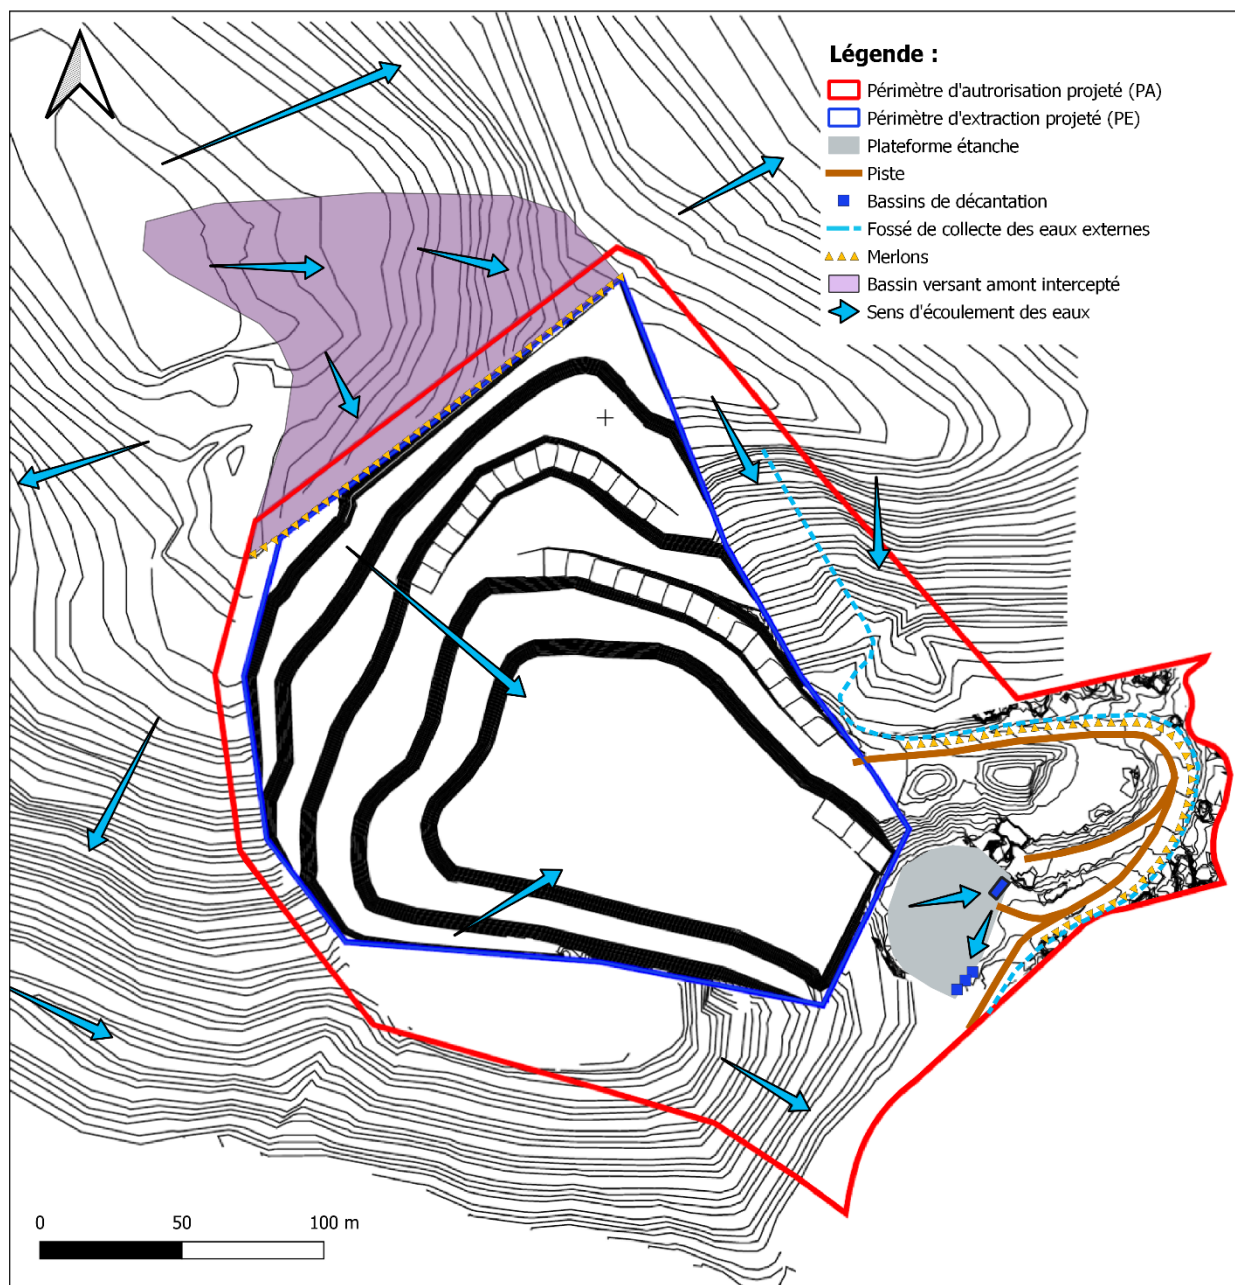 Légende :
Périmètre d'autrorisation projeté (PA)
Périmètre d'extraction projeté (PE)
Plateforme étanche
Piste
Bassins de décantation
Fossé de collecte des eaux externes
Merlons
Bassin versant amont intercepté
Sens d'écoulement des eaux
0 50 100 m